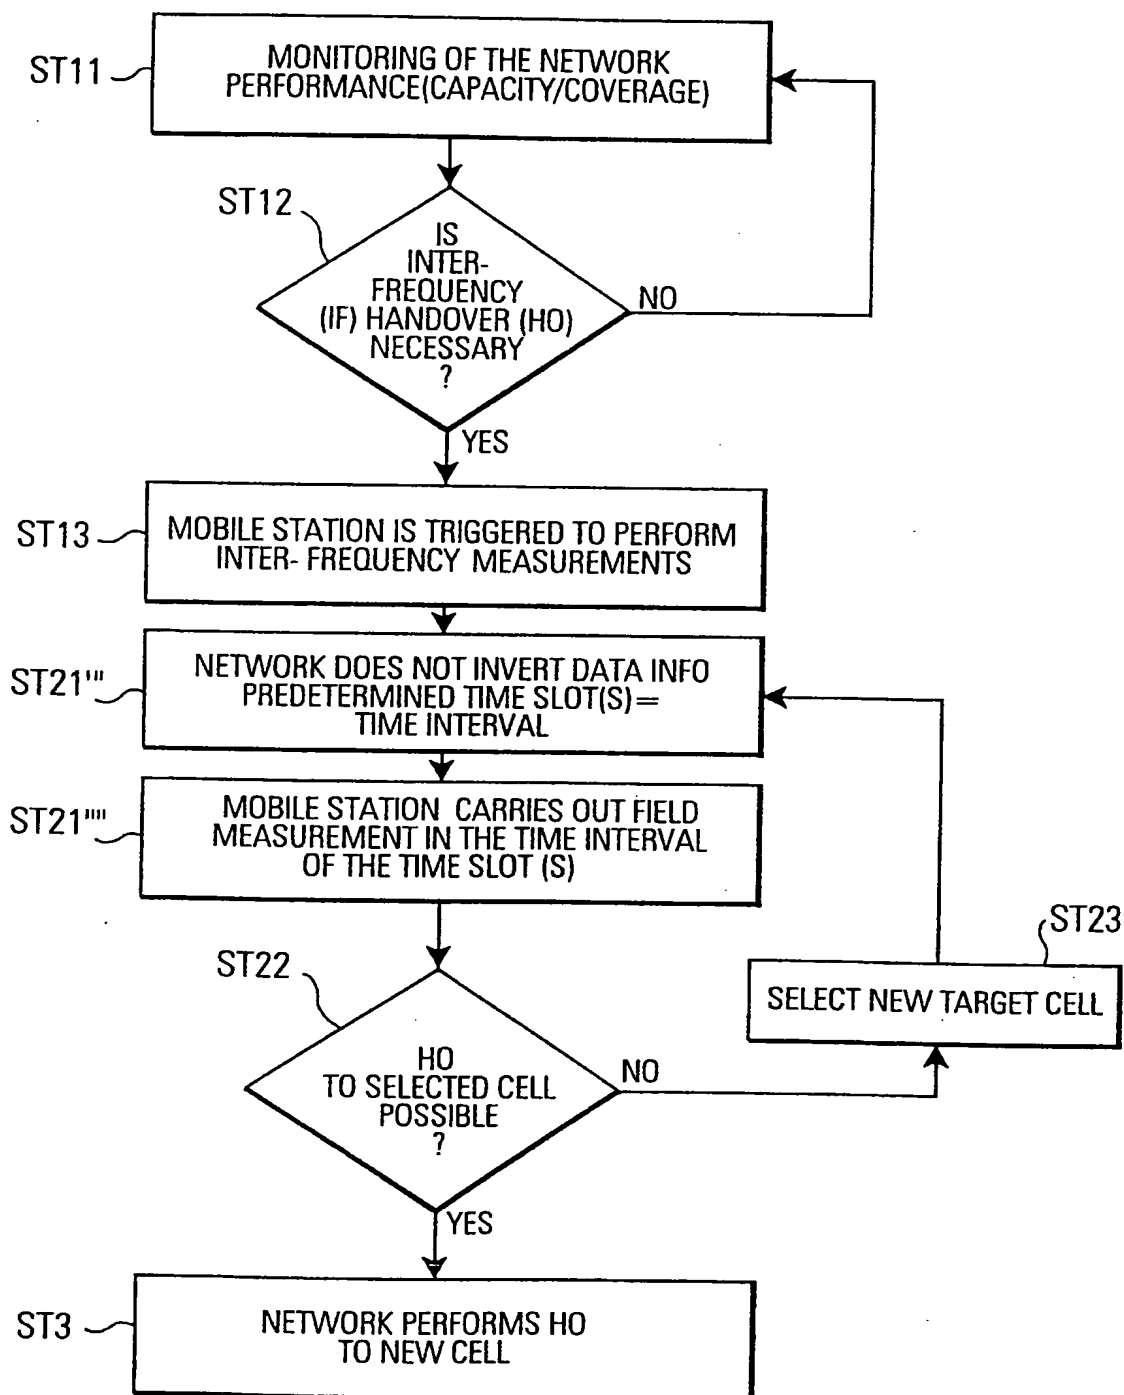 ST11
MONITORING OF THE NETWORK
PERFORMANCE(CAPACITY/COVERAGE)
ST12
IS
INTER-
FREQUENCY
(IF) HANDOVER (HO)
NECESSARY
?
NO
YES
ST13
MOBILE STATION IS TRIGGERED TO PERFORM
INTER- FREQUENCY MEASUREMENTS
ST21'''
NETWORK DOES NOT INVERT DATA INFO
PREDETERMINED TIME SLOT(S)=
TIME INTERVAL
ST21''''
MOBILE STATION CARRIES OUT FIELD
MEASUREMENT IN THE TIME INTERVAL
OF THE TIME SLOT (S)
ST23
SELECT NEW TARGET CELL
ST22
HO
TO SELECTED CELL
POSSIBLE
?
NO
YES
ST3
NETWORK PERFORMS HO
TO NEW CELL